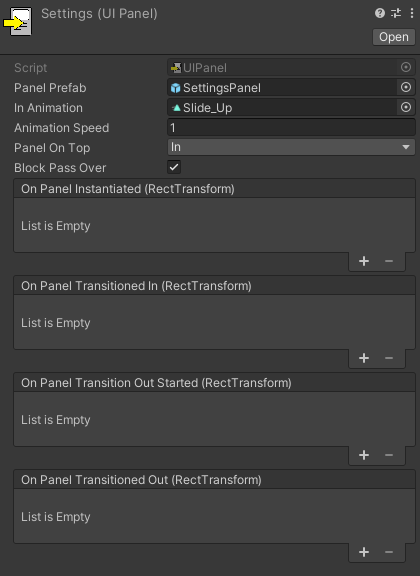 Settings (UI Panel)
Open
Script UIPanel
Panel Prefab SettingsPanel
In Animation Slide_Up
Animation Speed 1
Panel On Top In
Block Pass Over
On Panel Instantiated (RectTransform)
List is Empty
+ −
On Panel Transitioned In (RectTransform)
List is Empty
+ −
On Panel Transition Out Started (RectTransform)
List is Empty
+ −
On Panel Transitioned Out (RectTransform)
List is Empty
+ −